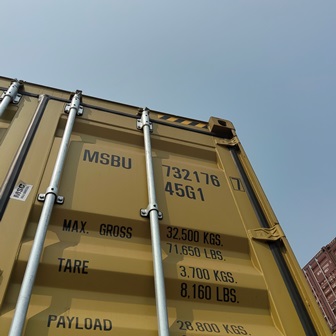 MSBU 732176 7
45G1
MSC
MAX. GROSS 32,500 KGS.
71,650 LBS.
TARE 3,700 KGS.
8,160 LBS.
PAYLOAD 28,800 KGS.